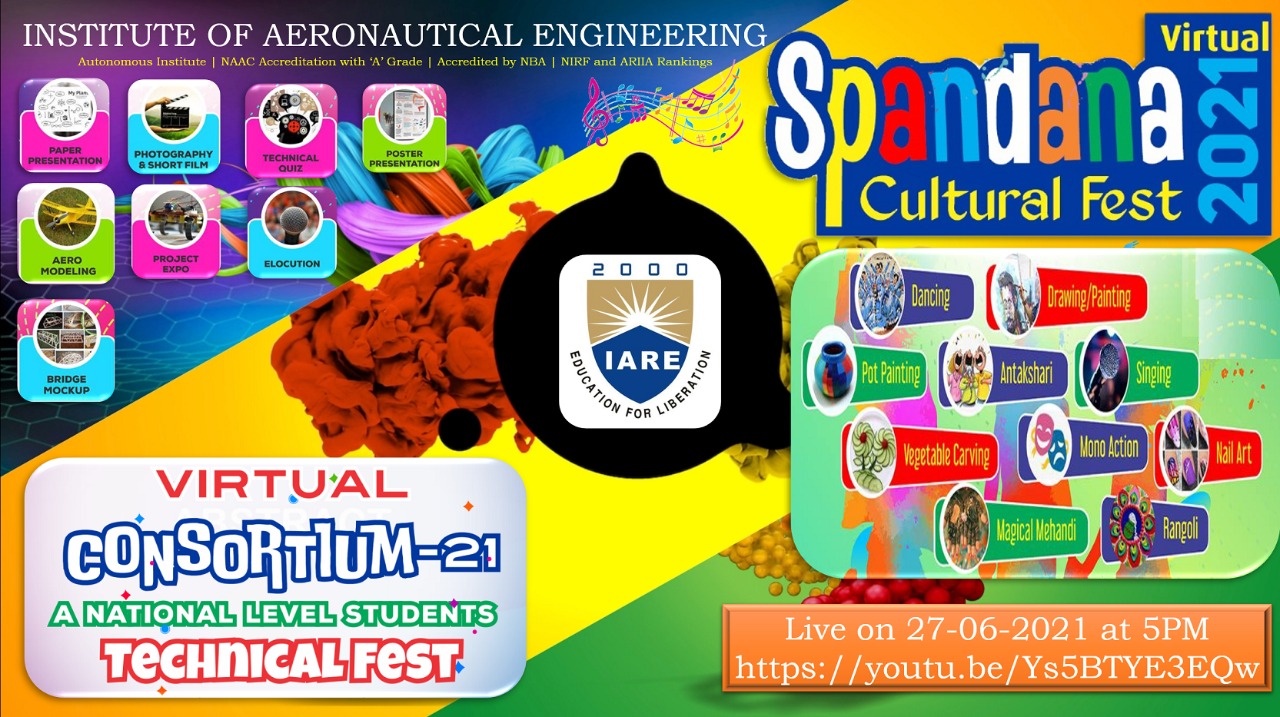 INSTITUTE OF AERONAUTICAL ENGINEERING
Autonomous Institute | NAAC Accreditation with ‘A’ Grade | Accredited by NBA | NIRF and ARIIA Rankings
PAPER
PRESENTATION
PHOTOGRAPHY
& SHORT FILM
TECHNICAL
QUIZ
POSTER
PRESENTATION
AERO
MODELING
PROJECT
EXPO
ELOCUTION
BRIDGE
MOCKUP
VIRTUAL
CONSORTIUM-21
A NATIONAL LEVEL STUDENTS
TECHNICAL FEST
2000
IARE
EDUCATION FOR LIBERATION
Virtual
Spandana
2021
Cultural Fest
Dancing
Drawing/Painting
Pot Painting
Antakshari
Singing
Vegetable Carving
Mono Action
Nail Art
Magical Mehandi
Rangoli
Live on 27-06-2021 at 5PM
https://youtu.be/Ys5BTYE3EQw